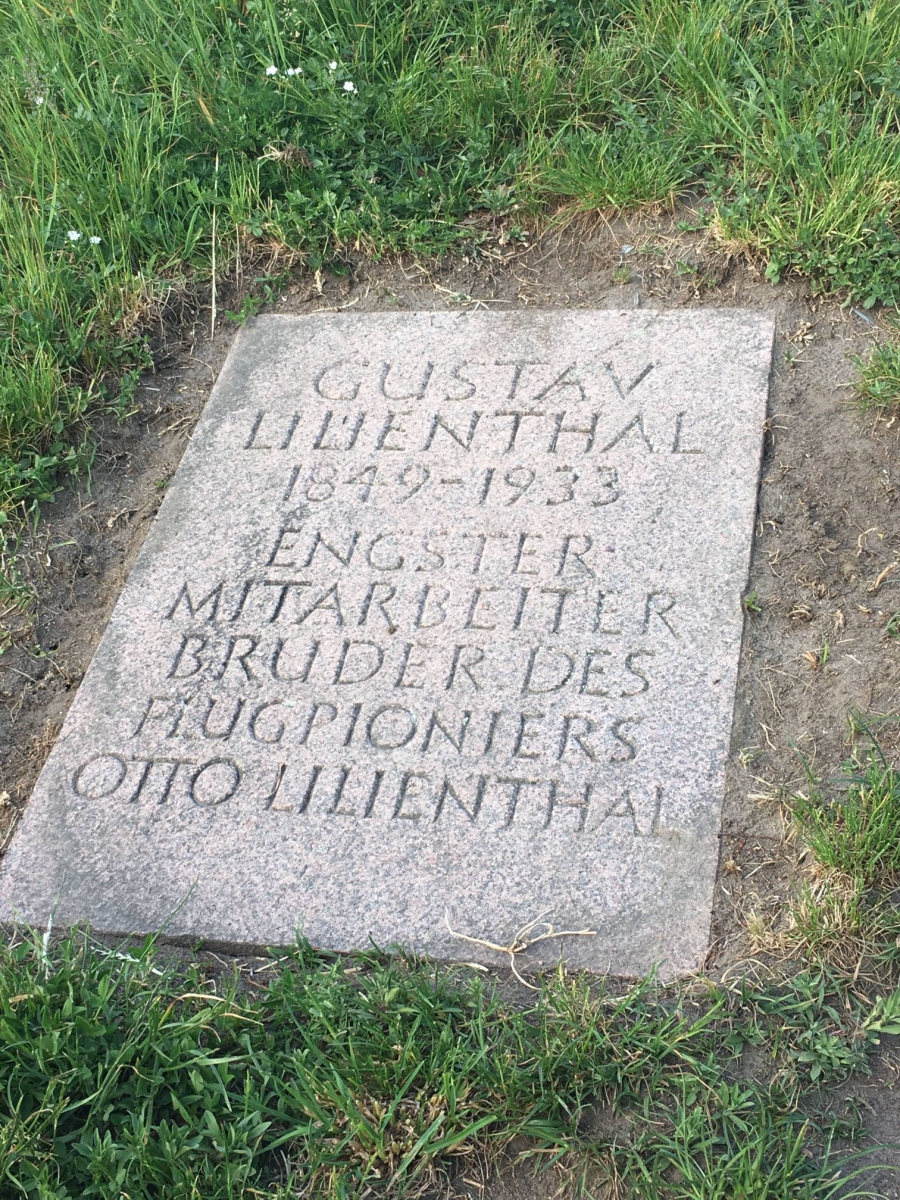 GUSTAV
LILIENTHAL
1849-1933
ENGSTER
MITARBEITER
BRUDER DES
FLUGPIONIERS
OTTO LILIENTHAL